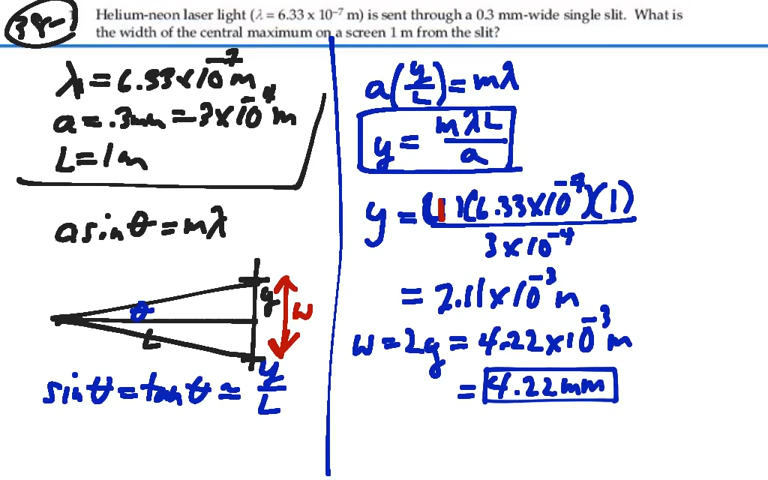 38-1
Helium-neon laser light (λ = 6.33 x 10⁻⁷ m) is sent through a 0.3 mm-wide single slit. What is
the width of the central maximum on a screen 1 m from the slit?
λ = 6.33×10⁻⁷ m
a = .3mm = 3×10⁻⁴ m
L = 1m
a sin θ = mλ
θ
L
y
w
y
sin θ = tan θ ≈ y/L
a(y/L) = mλ
y = mλL/a
y = (1)(6.33×10⁻⁷)(1)/3×10⁻⁴
= 2.11×10⁻³ m
w = 2y = 4.22×10⁻³ m
= 4.22mm